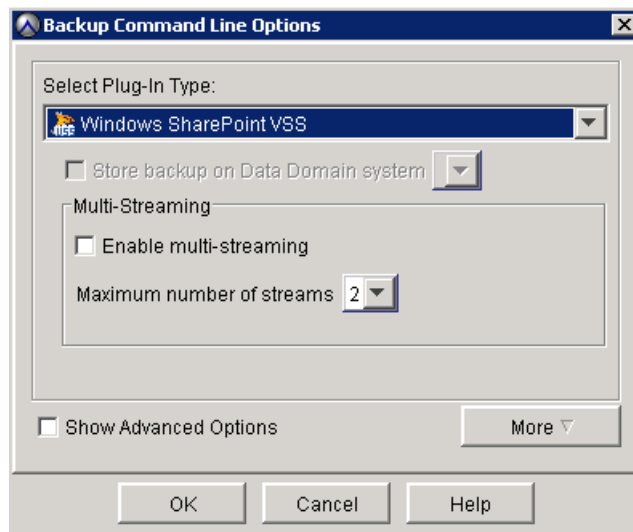 Backup Command Line Options
Select Plug-In Type:
Windows SharePoint VSS
Store backup on Data Domain system
Multi-Streaming
Enable multi-streaming
Maximum number of streams 2
Show Advanced Options More
OK Cancel Help